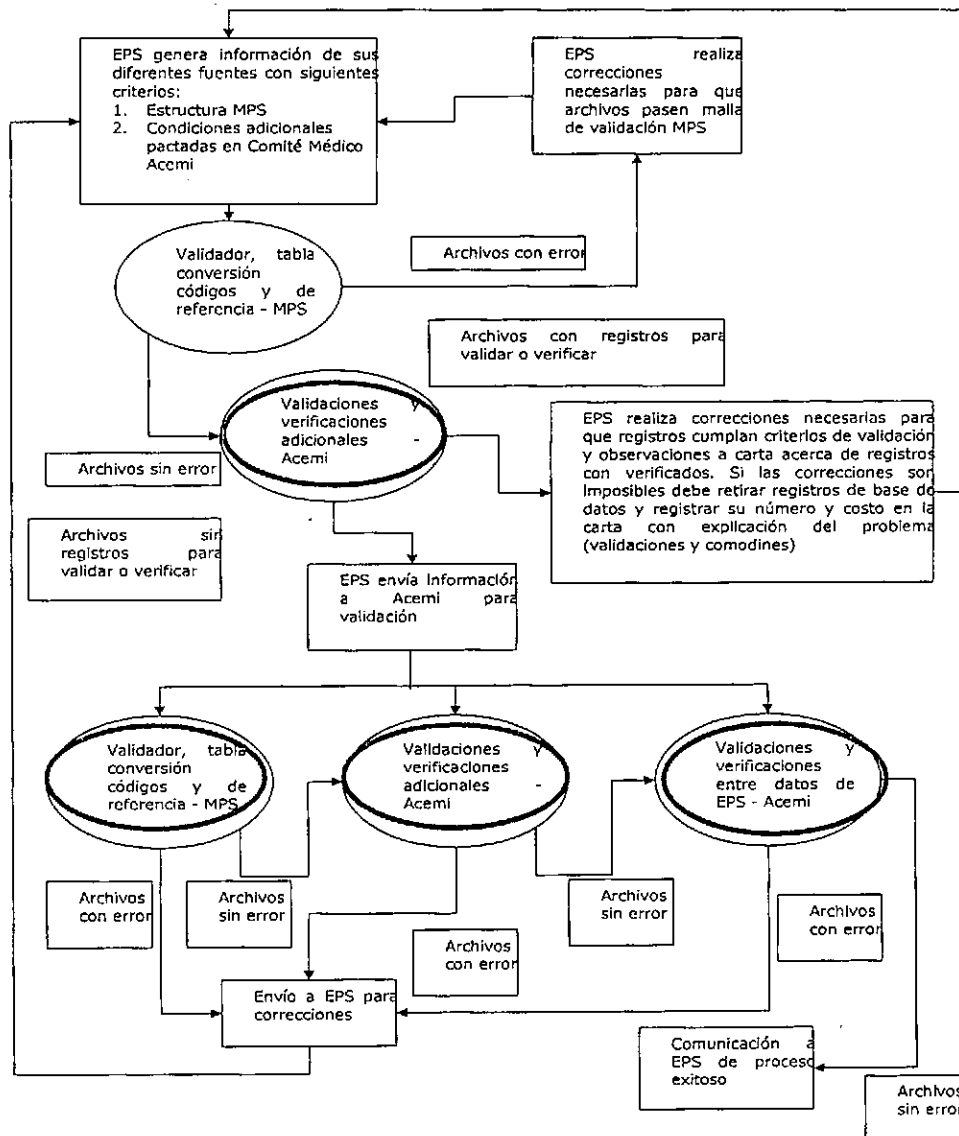 EPS genera información de sus
diferentes fuentes con siguientes
criterios:
1. Estructura MPS
2. Condiciones adicionales
pactadas en Comité Médico
Acemi
EPS realiza
correcciones
necesarias para que
archivos pasen malla
de validación MPS
Validador, tabla
conversión
códigos y de
referencia - MPS
Archivos con error
Archivos con registros para
validar o verificar
Validaciones y
verificaciones
adicionales -
Acemi
Archivos sin error
EPS realiza correcciones necesarias para
que registros cumplan criterios de validación
y observaciones a carta acerca de registros
con verificados. Si las correcciones son
imposibles debe retirar registros de base de
datos y registrar su número y costo en la
carta con explicación del problema
(validaciones y comodines)
Archivos sin
registros para
validar o verificar
EPS envía Información
a Acemi para
validación
Validador, tabla
conversión
códigos y de
referencia - MPS
Validaciones y
verificaciones
adicionales -
Acemi
Validaciones y
verificaciones
entre datos de
EPS - Acemi
Archivos
con error
Archivos
sin error
Archivos
con error
Archivos
sin error
Archivos
con error
Envío a EPS para
correcciones
Comunicación a
EPS de proceso
exitoso
Archivos
sin error